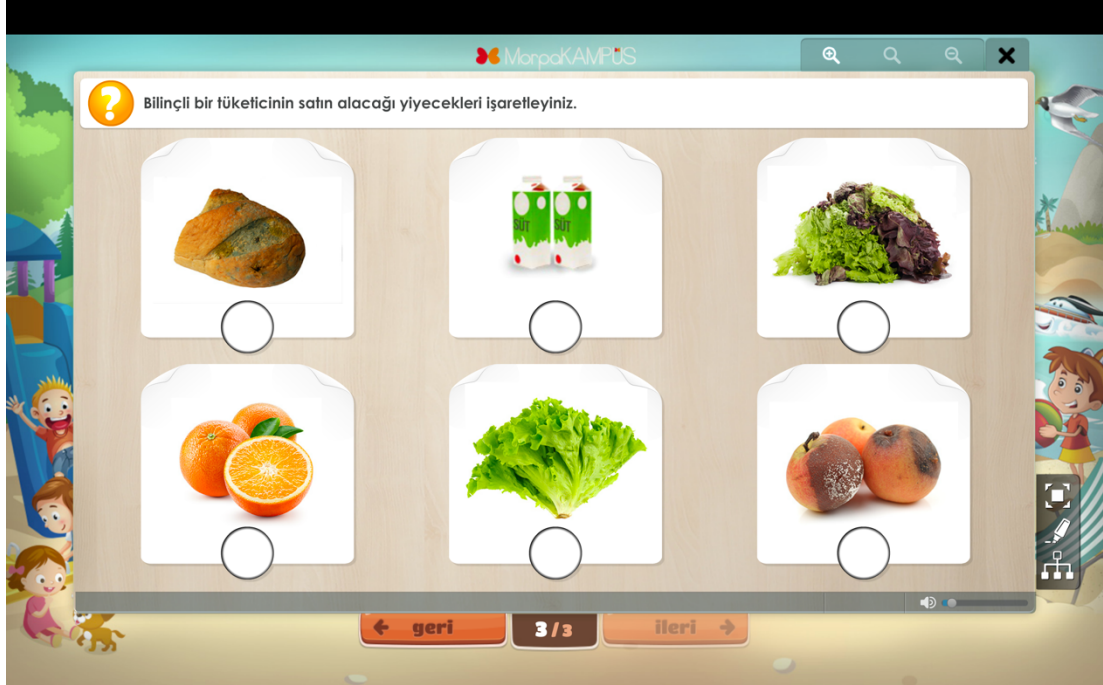 MorpaKAMPÜS
Bilinçli bir tüketicinin satın alacağı yiyecekleri işaretleyiniz.
SÜT SÜT
geri
3/3
ileri